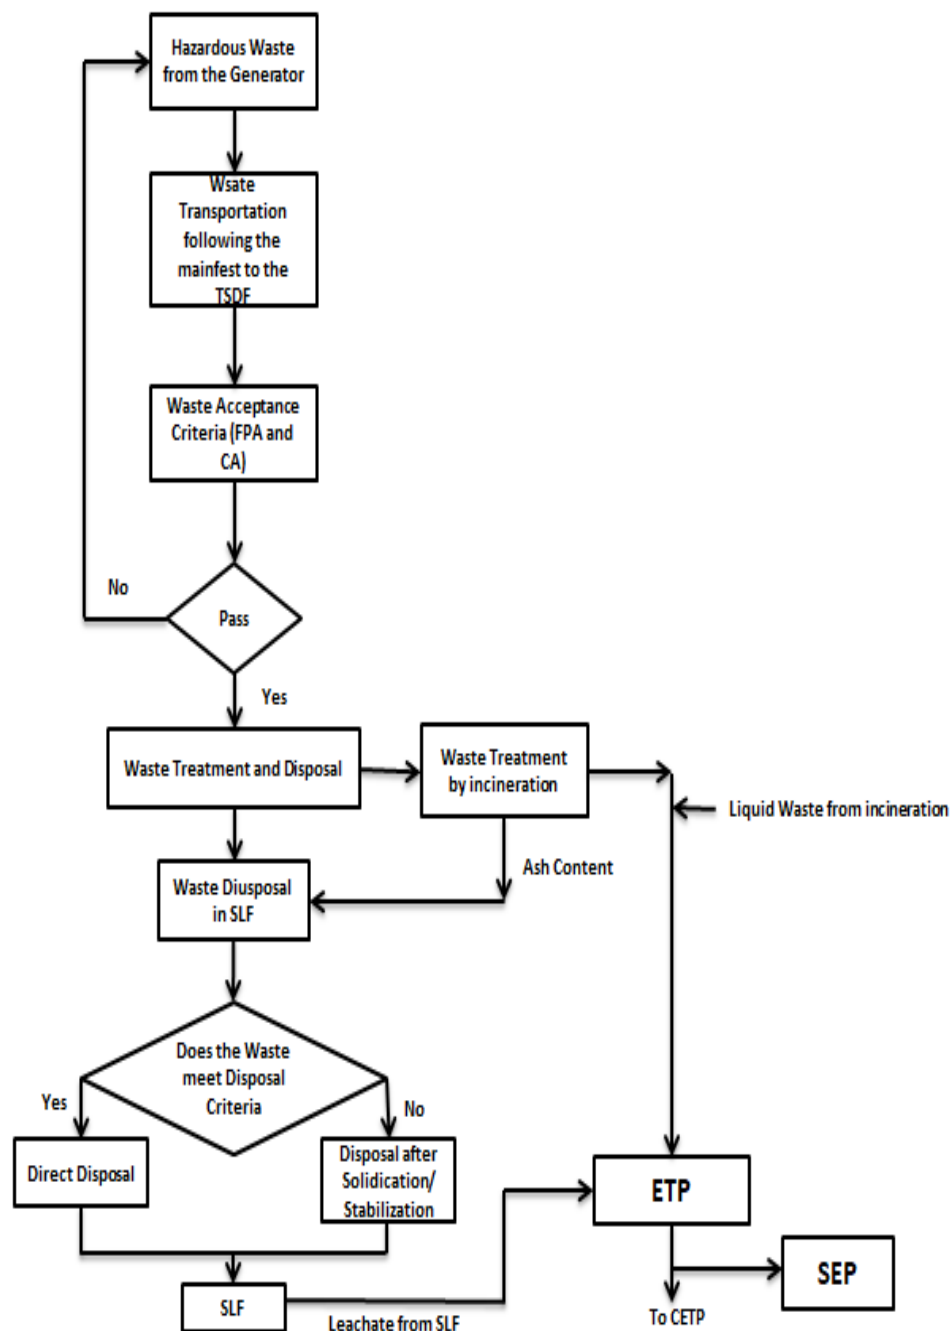 Hazardous Waste
from the Generator
Wsate
Transportation
following the
mainfest to the
TSDF
Waste Acceptance
Criteria (FPA and
CA)
No
Pass
Yes
Waste Treatment and Disposal
Waste Treatment
by incineration
Liquid Waste from incineration
Ash Content
Waste Diusposal
in SLF
Does the Waste
meet Disposal
Criteria
Yes
No
Direct Disposal
Disposal after
Solidication/
Stabilization
ETP
SEP
SLF
Leachate from SLF
To CETP